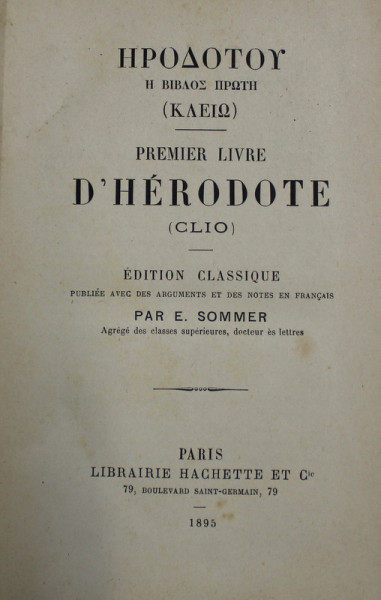 ΗΡΟΔΟΤΟΥ
Η ΒΙΒΛΟΣ ΠΡΩΤΗ
(ΚΛΕΙΩ)
PREMIER LIVRE
D'HÉRODOTE
(CLIO)
ÉDITION CLASSIQUE
PUBLIÉE AVEC DES ARGUMENTS ET DES NOTES EN FRANÇAIS
PAR E. SOMMER
Agrégé des classes supérieures, docteur ès lettres
PARIS
LIBRAIRIE HACHETTE ET Cie
79, BOULEVARD SAINT-GERMAIN, 79
1895